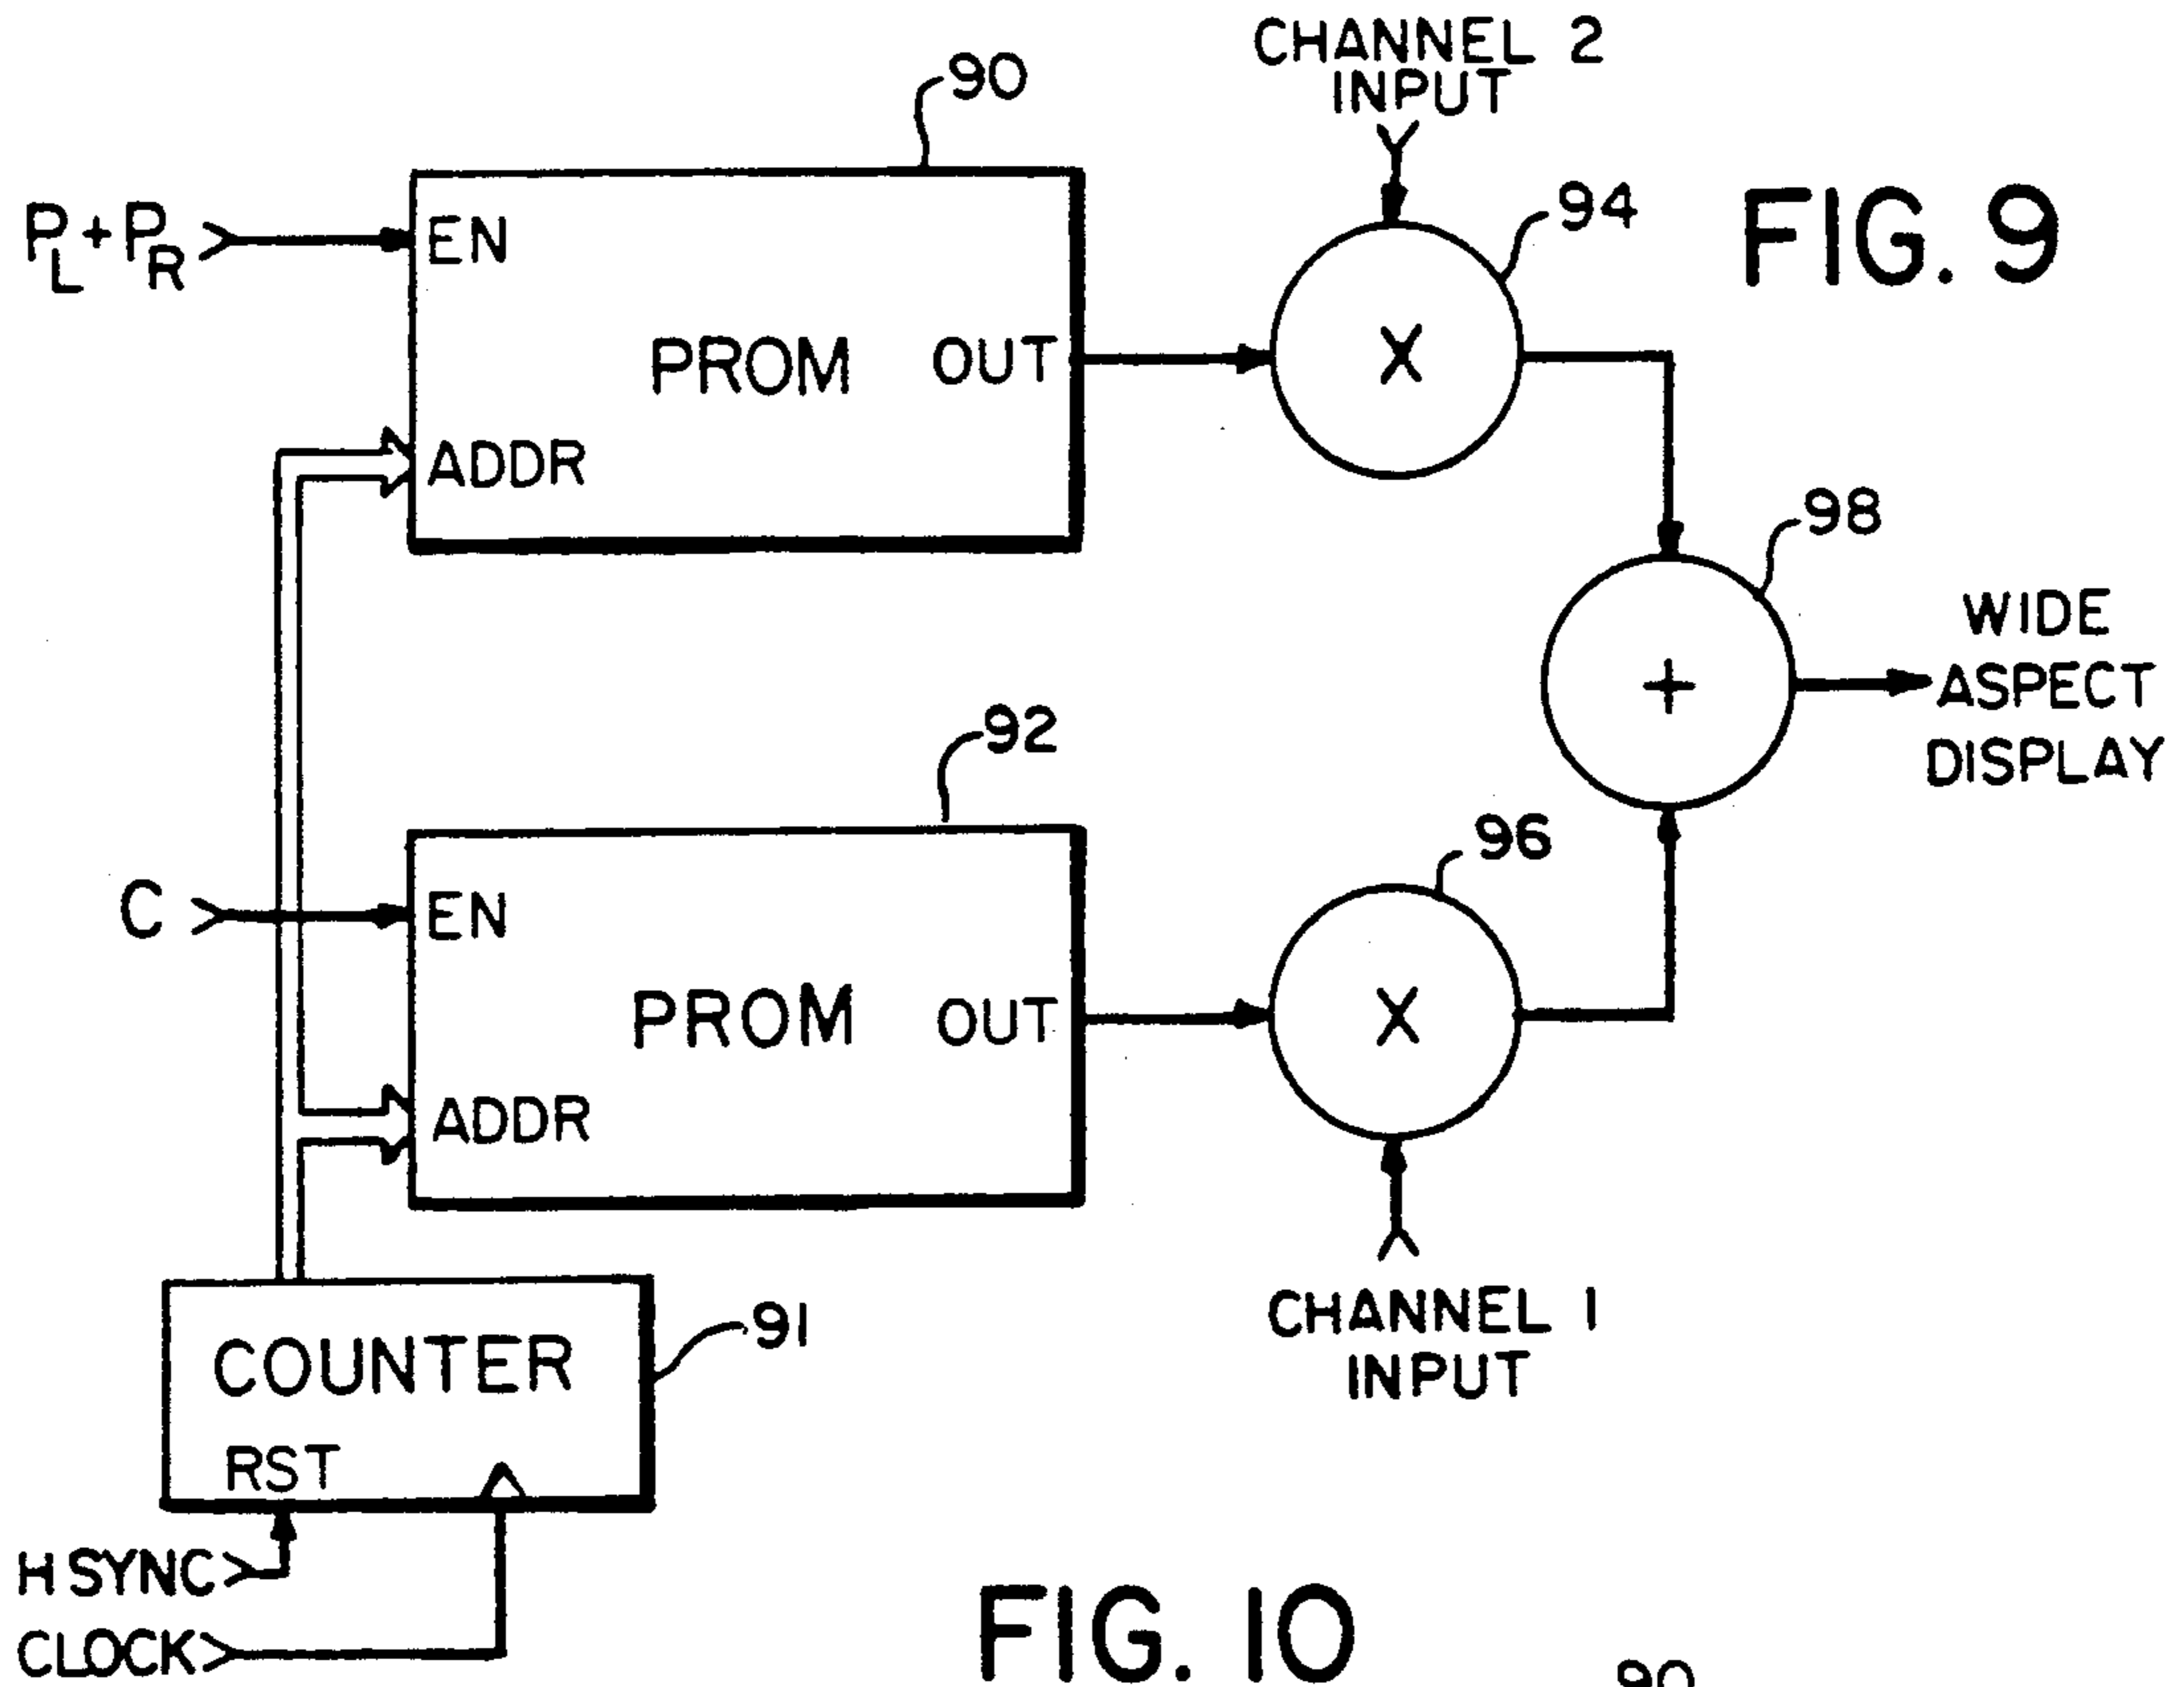 CHANNEL 2
INPUT
90
94
FIG. 9
PL+PR
EN
PROM
OUT
ADDR
98
WIDE
ASPECT
DISPLAY
92
96
C
EN
PROM
OUT
ADDR
CHANNEL 1
INPUT
91
COUNTER
RST
H SYNC
CLOCK
FIG. 10